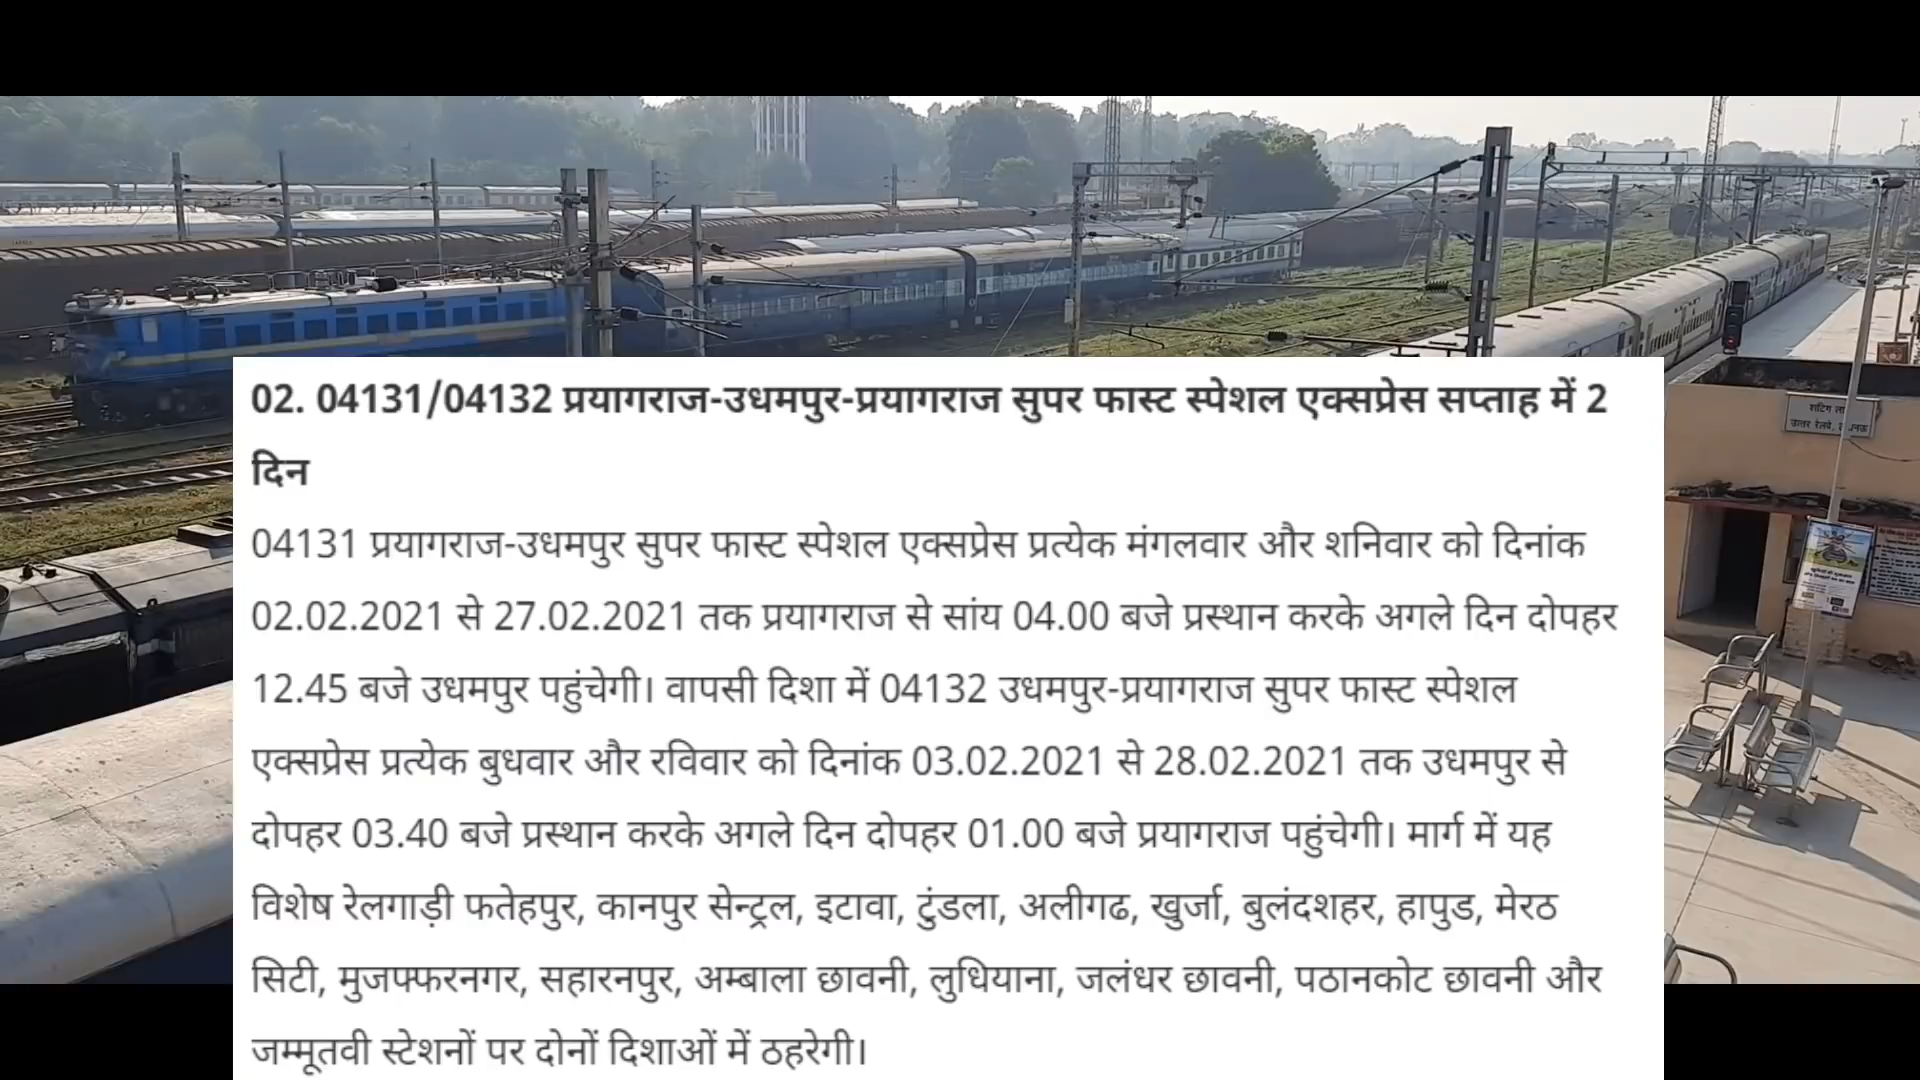 02. 04131/04132 प्रयागराज-उधमपुर-प्रयागराज सुपर फास्ट स्पेशल एक्सप्रेस सप्ताह में 2
दिन
04131 प्रयागराज-उधमपुर सुपर फास्ट स्पेशल एक्सप्रेस प्रत्येक मंगलवार और शनिवार को दिनांक
02.02.2021 से 27.02.2021 तक प्रयागराज से सांय 04.00 बजे प्रस्थान करके अगले दिन दोपहर
12.45 बजे उधमपुर पहुंचेगी। वापसी दिशा में 04132 उधमपुर-प्रयागराज सुपर फास्ट स्पेशल
एक्सप्रेस प्रत्येक बुधवार और रविवार को दिनांक 03.02.2021 से 28.02.2021 तक उधमपुर से
दोपहर 03.40 बजे प्रस्थान करके अगले दिन दोपहर 01.00 बजे प्रयागराज पहुंचेगी। मार्ग में यह
विशेष रेलगाड़ी फतेहपुर, कानपुर सेन्ट्रल, इटावा, टुंडला, अलीगढ, खुर्जा, बुलंदशहर, हापुड, मेरठ
सिटी, मुजफ्फरनगर, सहारनपुर, अम्बाला छावनी, लुधियाना, जलंधर छावनी, पठानकोट छावनी और
जम्मूतवी स्टेशनों पर दोनों दिशाओं में ठहरेगी।
उत्तर रेलवे,